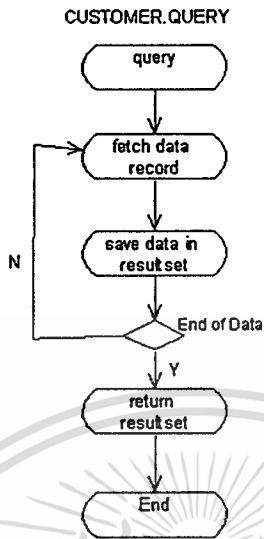 CUSTOMER.QUERY
query
fetch data
record
save data in
resultset
N
End of Data
Y
return
resultset
End